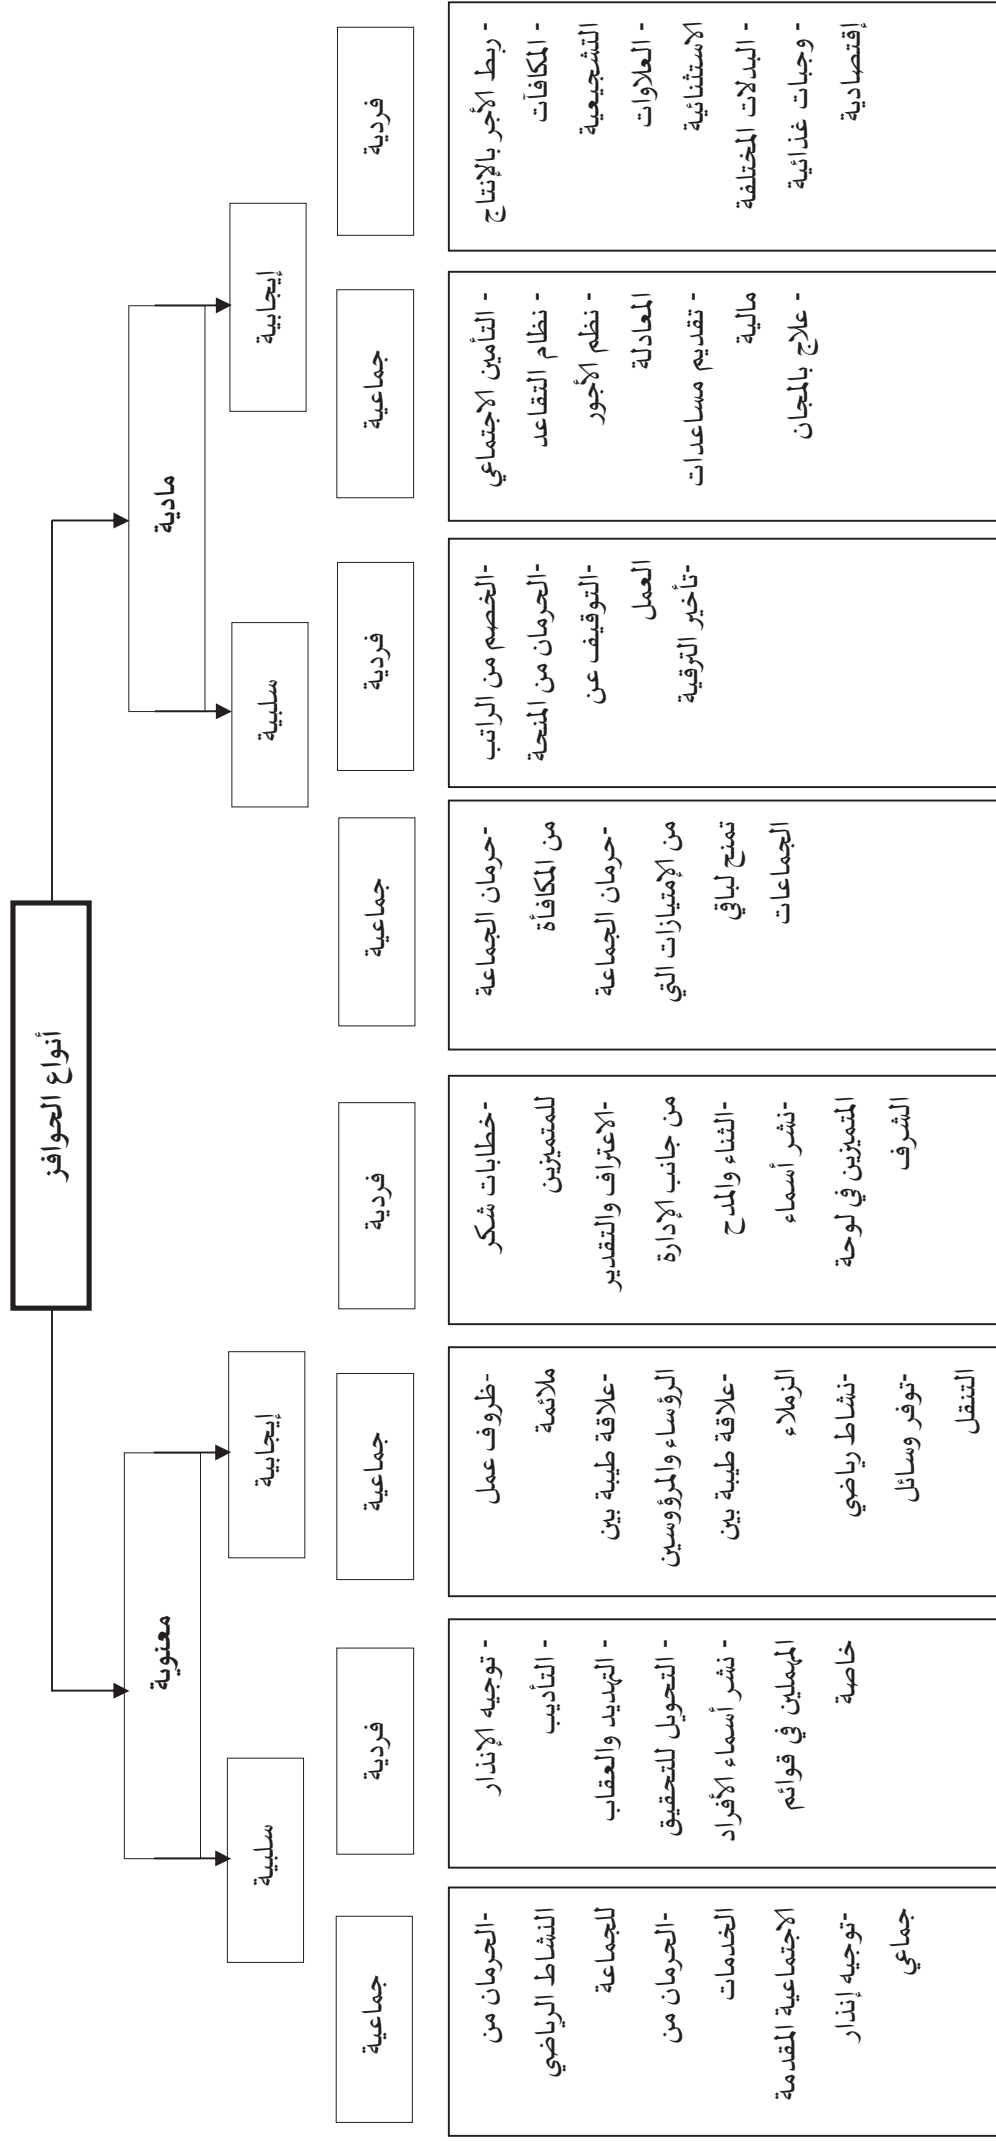 أنواع الحوافز
مادية
معنوية
إيجابية
سلبية
إيجابية
سلبية
فردية
جماعية
فردية
جماعية
فردية
جماعية
فردية
جماعية
- ربط الأجر بالإنتاج
- المكافآت
التشجيعية
- العلاوات
الاستثنائية
- البدلات المختلفة
- وجبات غذائية
إقتصادية
- التأمين الاجتماعي
- نظام التقاعد
- نظم الأجور
المعادلة
- تقديم مساعدات
مالية
- علاج بالمجان
-الخصم من الراتب
-الحرمان من المنحة
-التوقيف عن
العمل
-تأخير الترقية
-حرمان الجماعة
من المكافأة
-حرمان الجماعة
من الإمتيازات التي
تمنح لباقي
الجماعات
-خطابات شكر
للمتميزين
-الاعتراف والتقدير
من جانب الإدارة
-الثناء والمدح
-نشر أسماء
المتميزين في لوحة
الشرف
-ظروف عمل
ملائمة
-علاقة طيبة بين
الرؤساء والمرؤوسين
-علاقة طيبة بين
الزملاء
-نشاط رياضي
-توفر وسائل
التنقل
- توجيه الإنذار
- التأديب
- التهديد والعقاب
- التحويل للتحقيق
- نشر أسماء الأفراد
المهملين في قوائم
خاصة
-الحرمان من
النشاط الرياضي
للجماعة
-الحرمان من
الخدمات
الاجتماعية المقدمة
-توجيه إنذار
جماعي